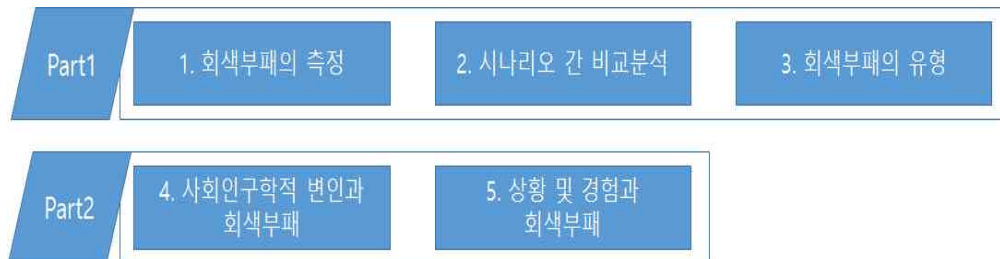 Part1
1. 회색부패의 측정
2. 시나리오 간 비교분석
3. 회색부패의 유형
Part2
4. 사회인구학적 변인과
회색부패
5. 상황 및 경험과
회색부패